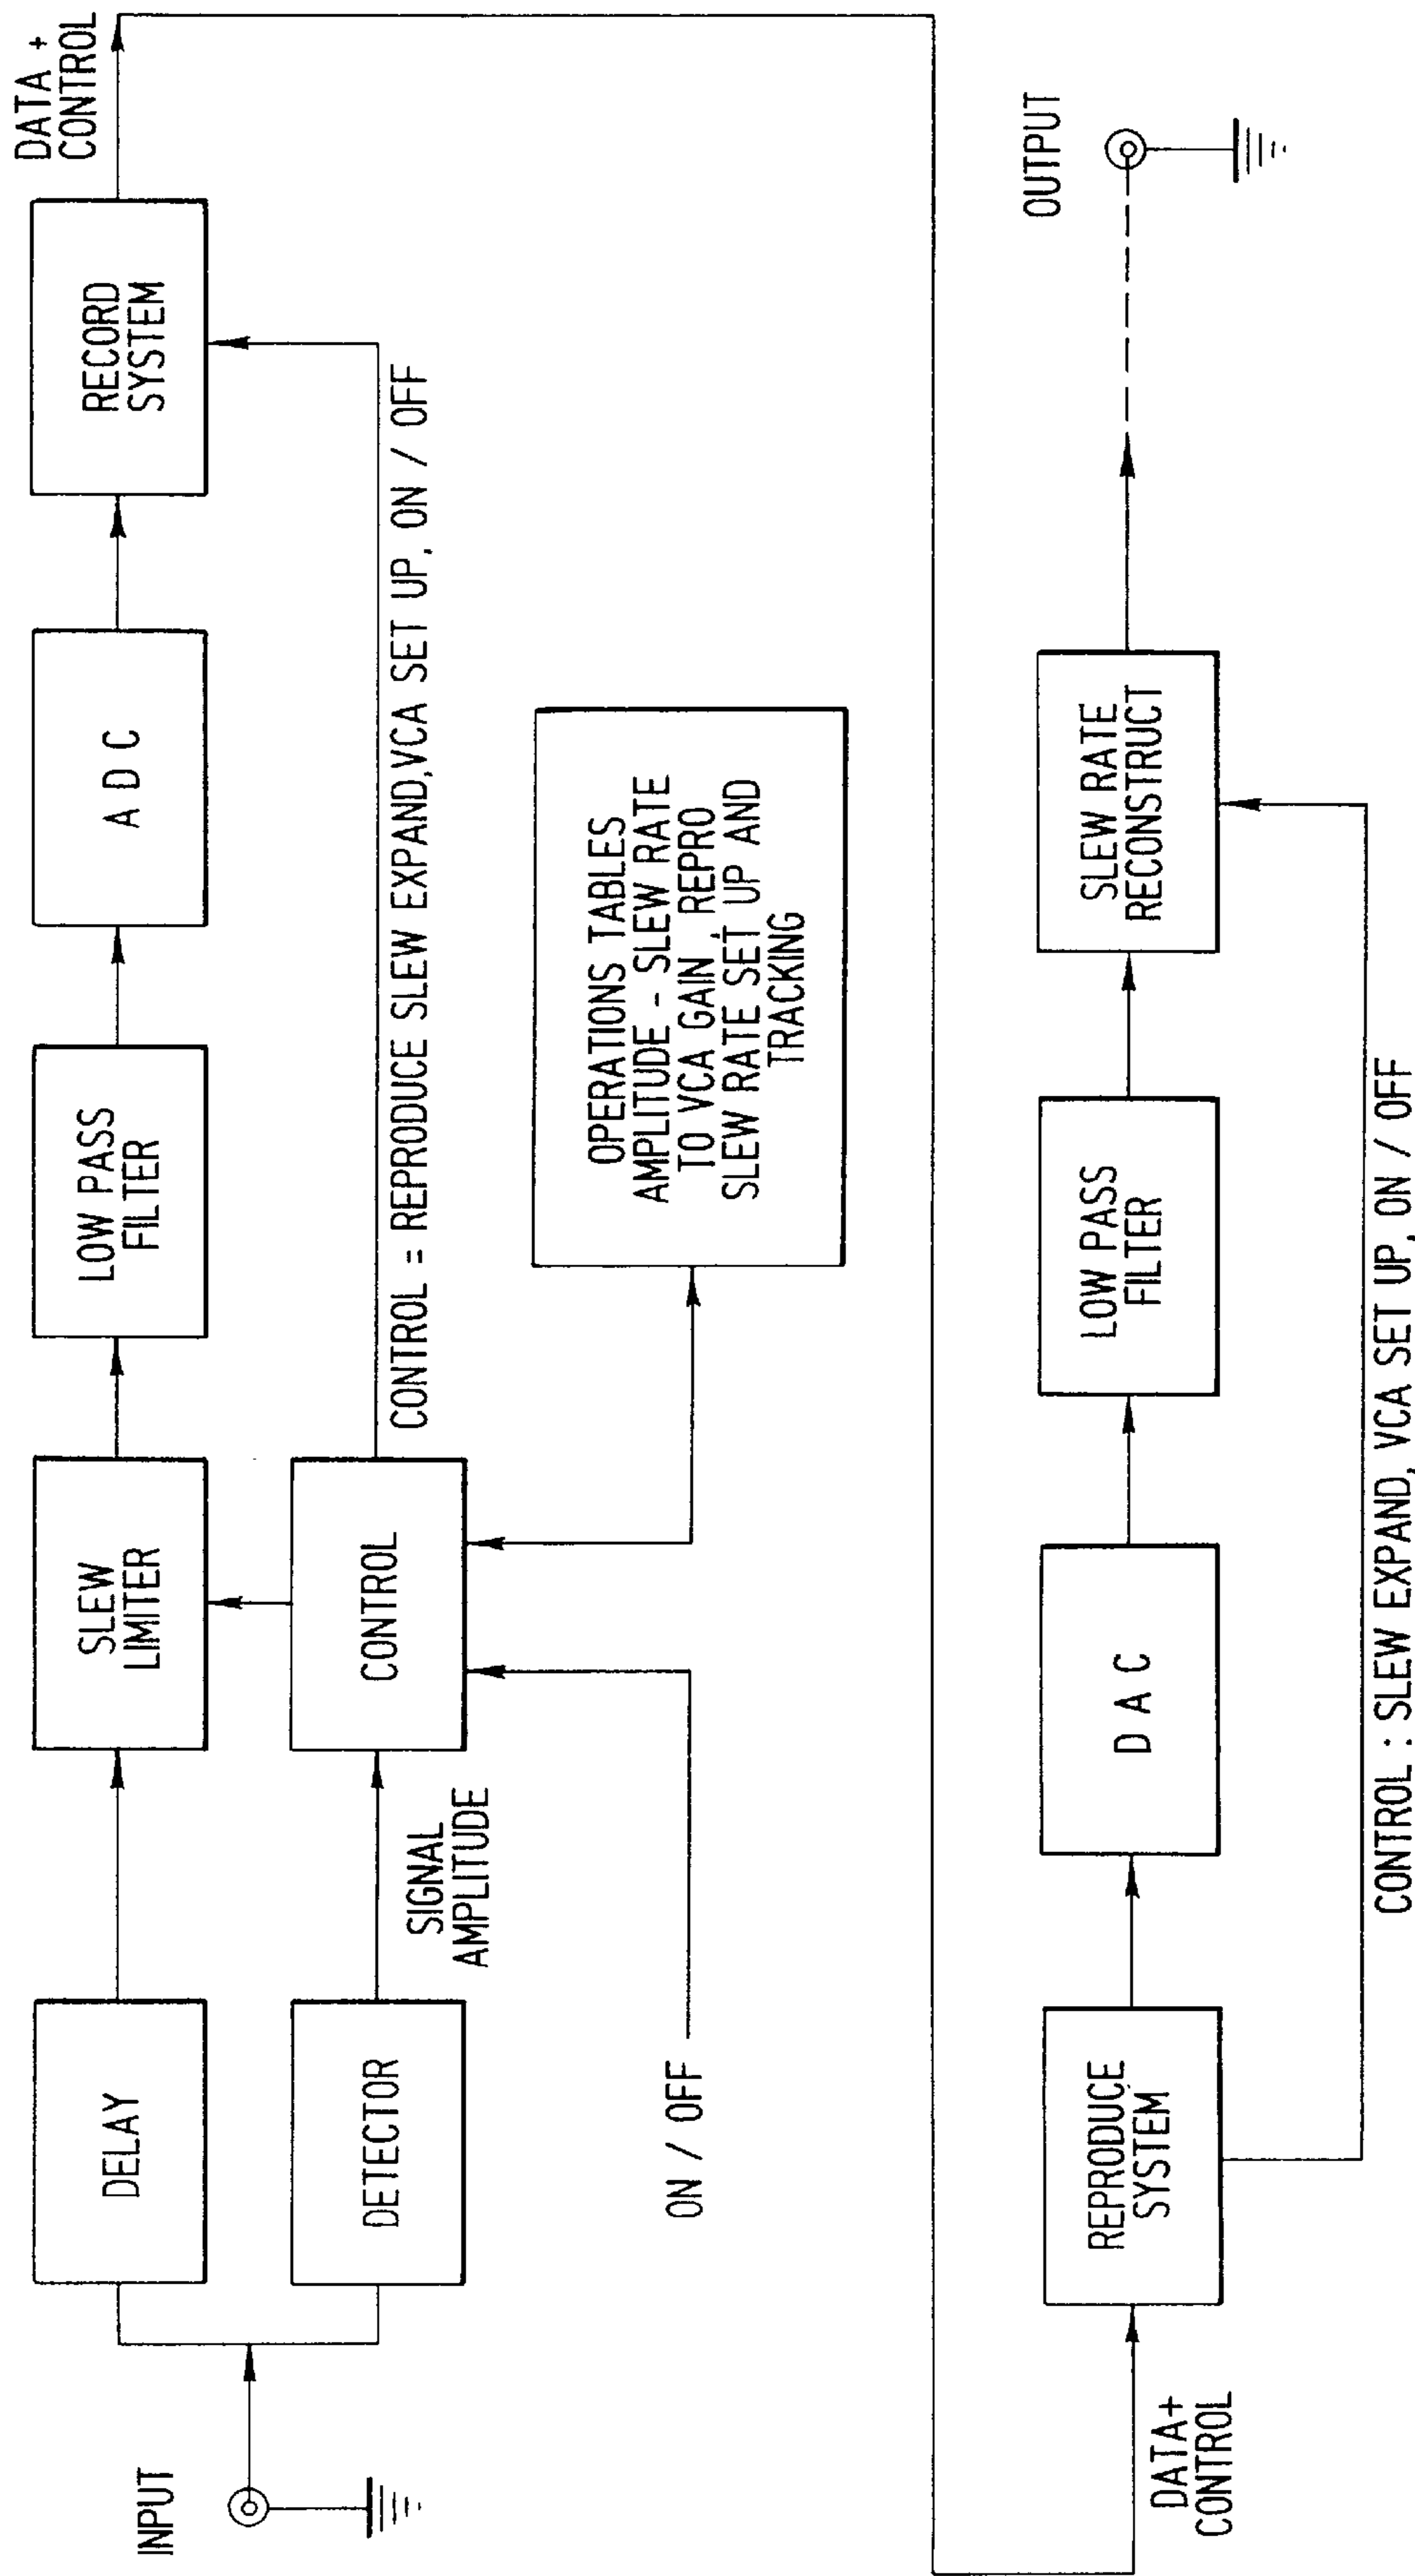 INPUT
DELAY
DETECTOR
SIGNAL
AMPLITUDE
ON / OFF
SLEW
LIMITER
CONTROL
LOW PASS
FILTER
A D C
RECORD
SYSTEM
DATA +
CONTROL
CONTROL = REPRODUCE SLEW EXPAND,VCA SET UP, ON / OFF
OPERATIONS TABLES
AMPLITUDE - SLEW RATE
TO VCA GAIN , REPRO
SLEW RATE SET UP AND
TRACKING
DATA+
CONTROL
REPRODUCE
SYSTEM
D A C
LOW PASS
FILTER
SLEW RATE
RECONSTRUCT
OUTPUT
CONTROL : SLEW EXPAND, VCA SET UP, ON / OFF